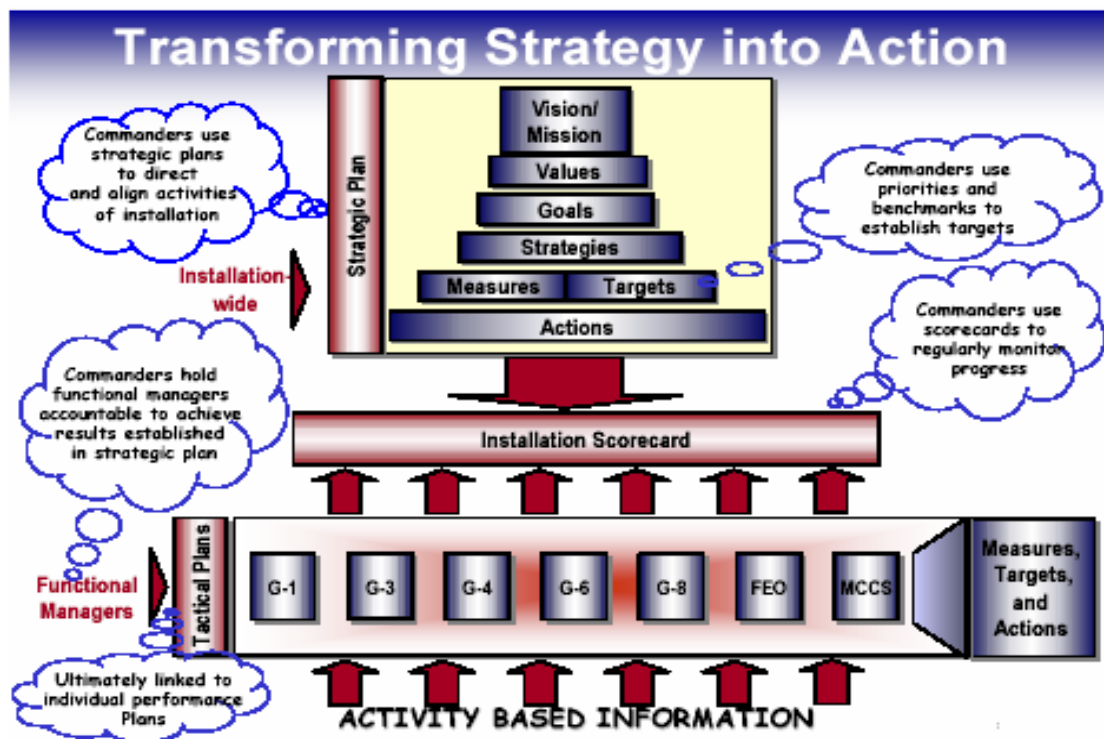 Transforming Strategy into Action
Commanders use
strategic plans
to direct
and align activities
of installation
Strategic Plan
Vision/
Mission
Values
Goals
Strategies
Measures
Targets
Actions
Commanders use
priorities and
benchmarks to
establish targets
Installation
wide
Commanders use
scorecards to
regularly monitor
progress
Commanders hold
functional managers
accountable to achieve
results established
in strategic plan
Installation Scorecard
Functional
Managers
Tactical Plans
G-1
G-3
G-4
G-6
G-8
FEO
MCCS
Measures,
Targets,
and
Actions
Ultimately linked to
individual performance
Plans
ACTIVITY BASED INFORMATION